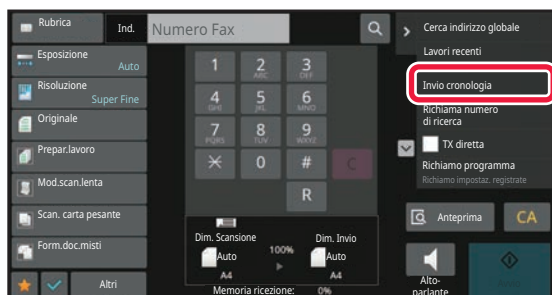 Rubrica
Ind.
Numero Fax
Esposizione
Auto
Risoluzione
Super Fine
Originale
Prepar.lavoro
Mod.scan.lenta
Scan. carta pesante
Form.doc.misti
Altri
1
2
ABC
3
DEF
4
GHI
5
JKL
6
MNO
7
PQRS
8
TUV
9
WXYZ
0
#
C
R
Dim. Scansione
100%
Dim. Invio
Auto
Auto
A4
A4
Memoria ricezione: 0%
Cerca indirizzo globale
Lavori recenti
Invio cronologia
Richiama numero
di ricerca
TX diretta
Richiamo programma
Richiamo impostaz. registrate
Anteprima
CA
Alto-
parlante